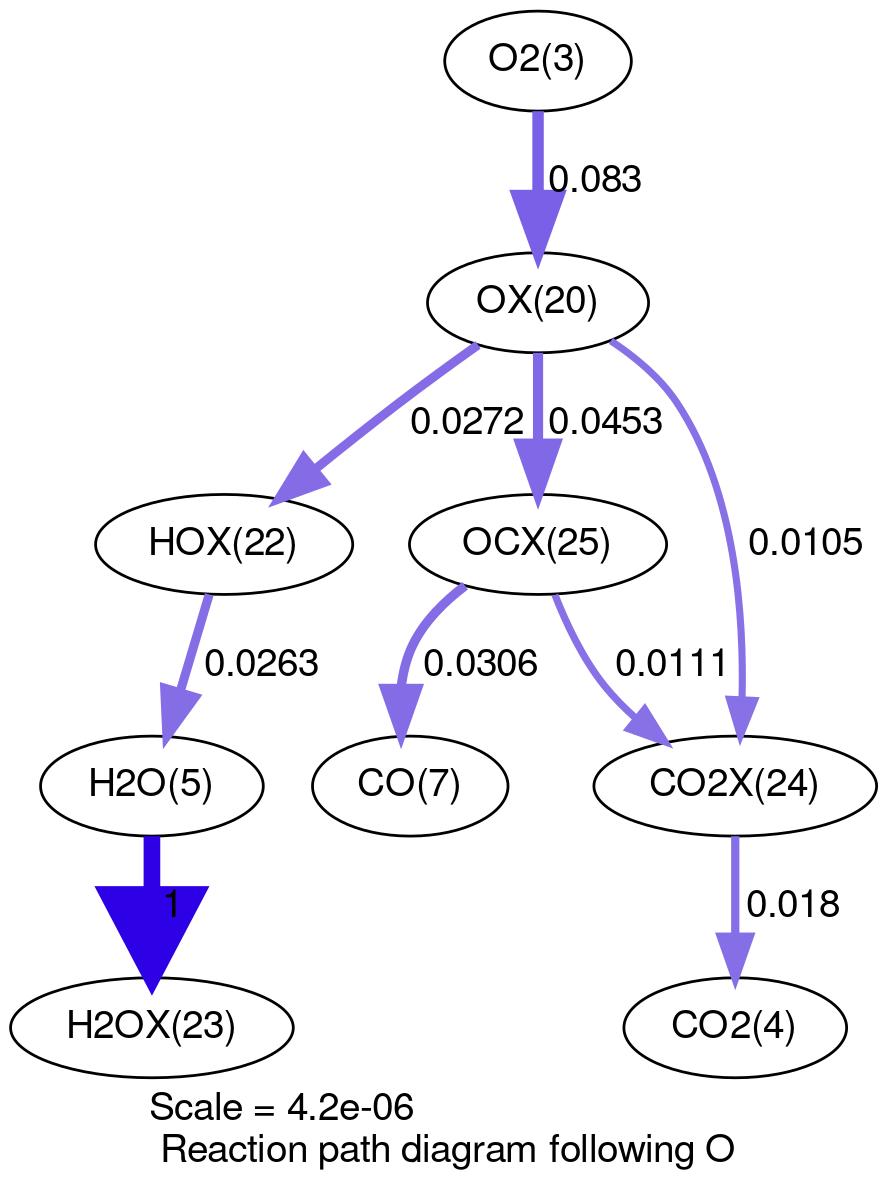 O2(3)
0.083
OX(20)
0.0272
0.0453
0.0105
HOX(22)
OCX(25)
0.0263
0.0306
0.0111
H2O(5)
CO(7)
CO2X(24)
1
0.018
H2OX(23)
CO2(4)
Scale = 4.2e-06
Reaction path diagram following O